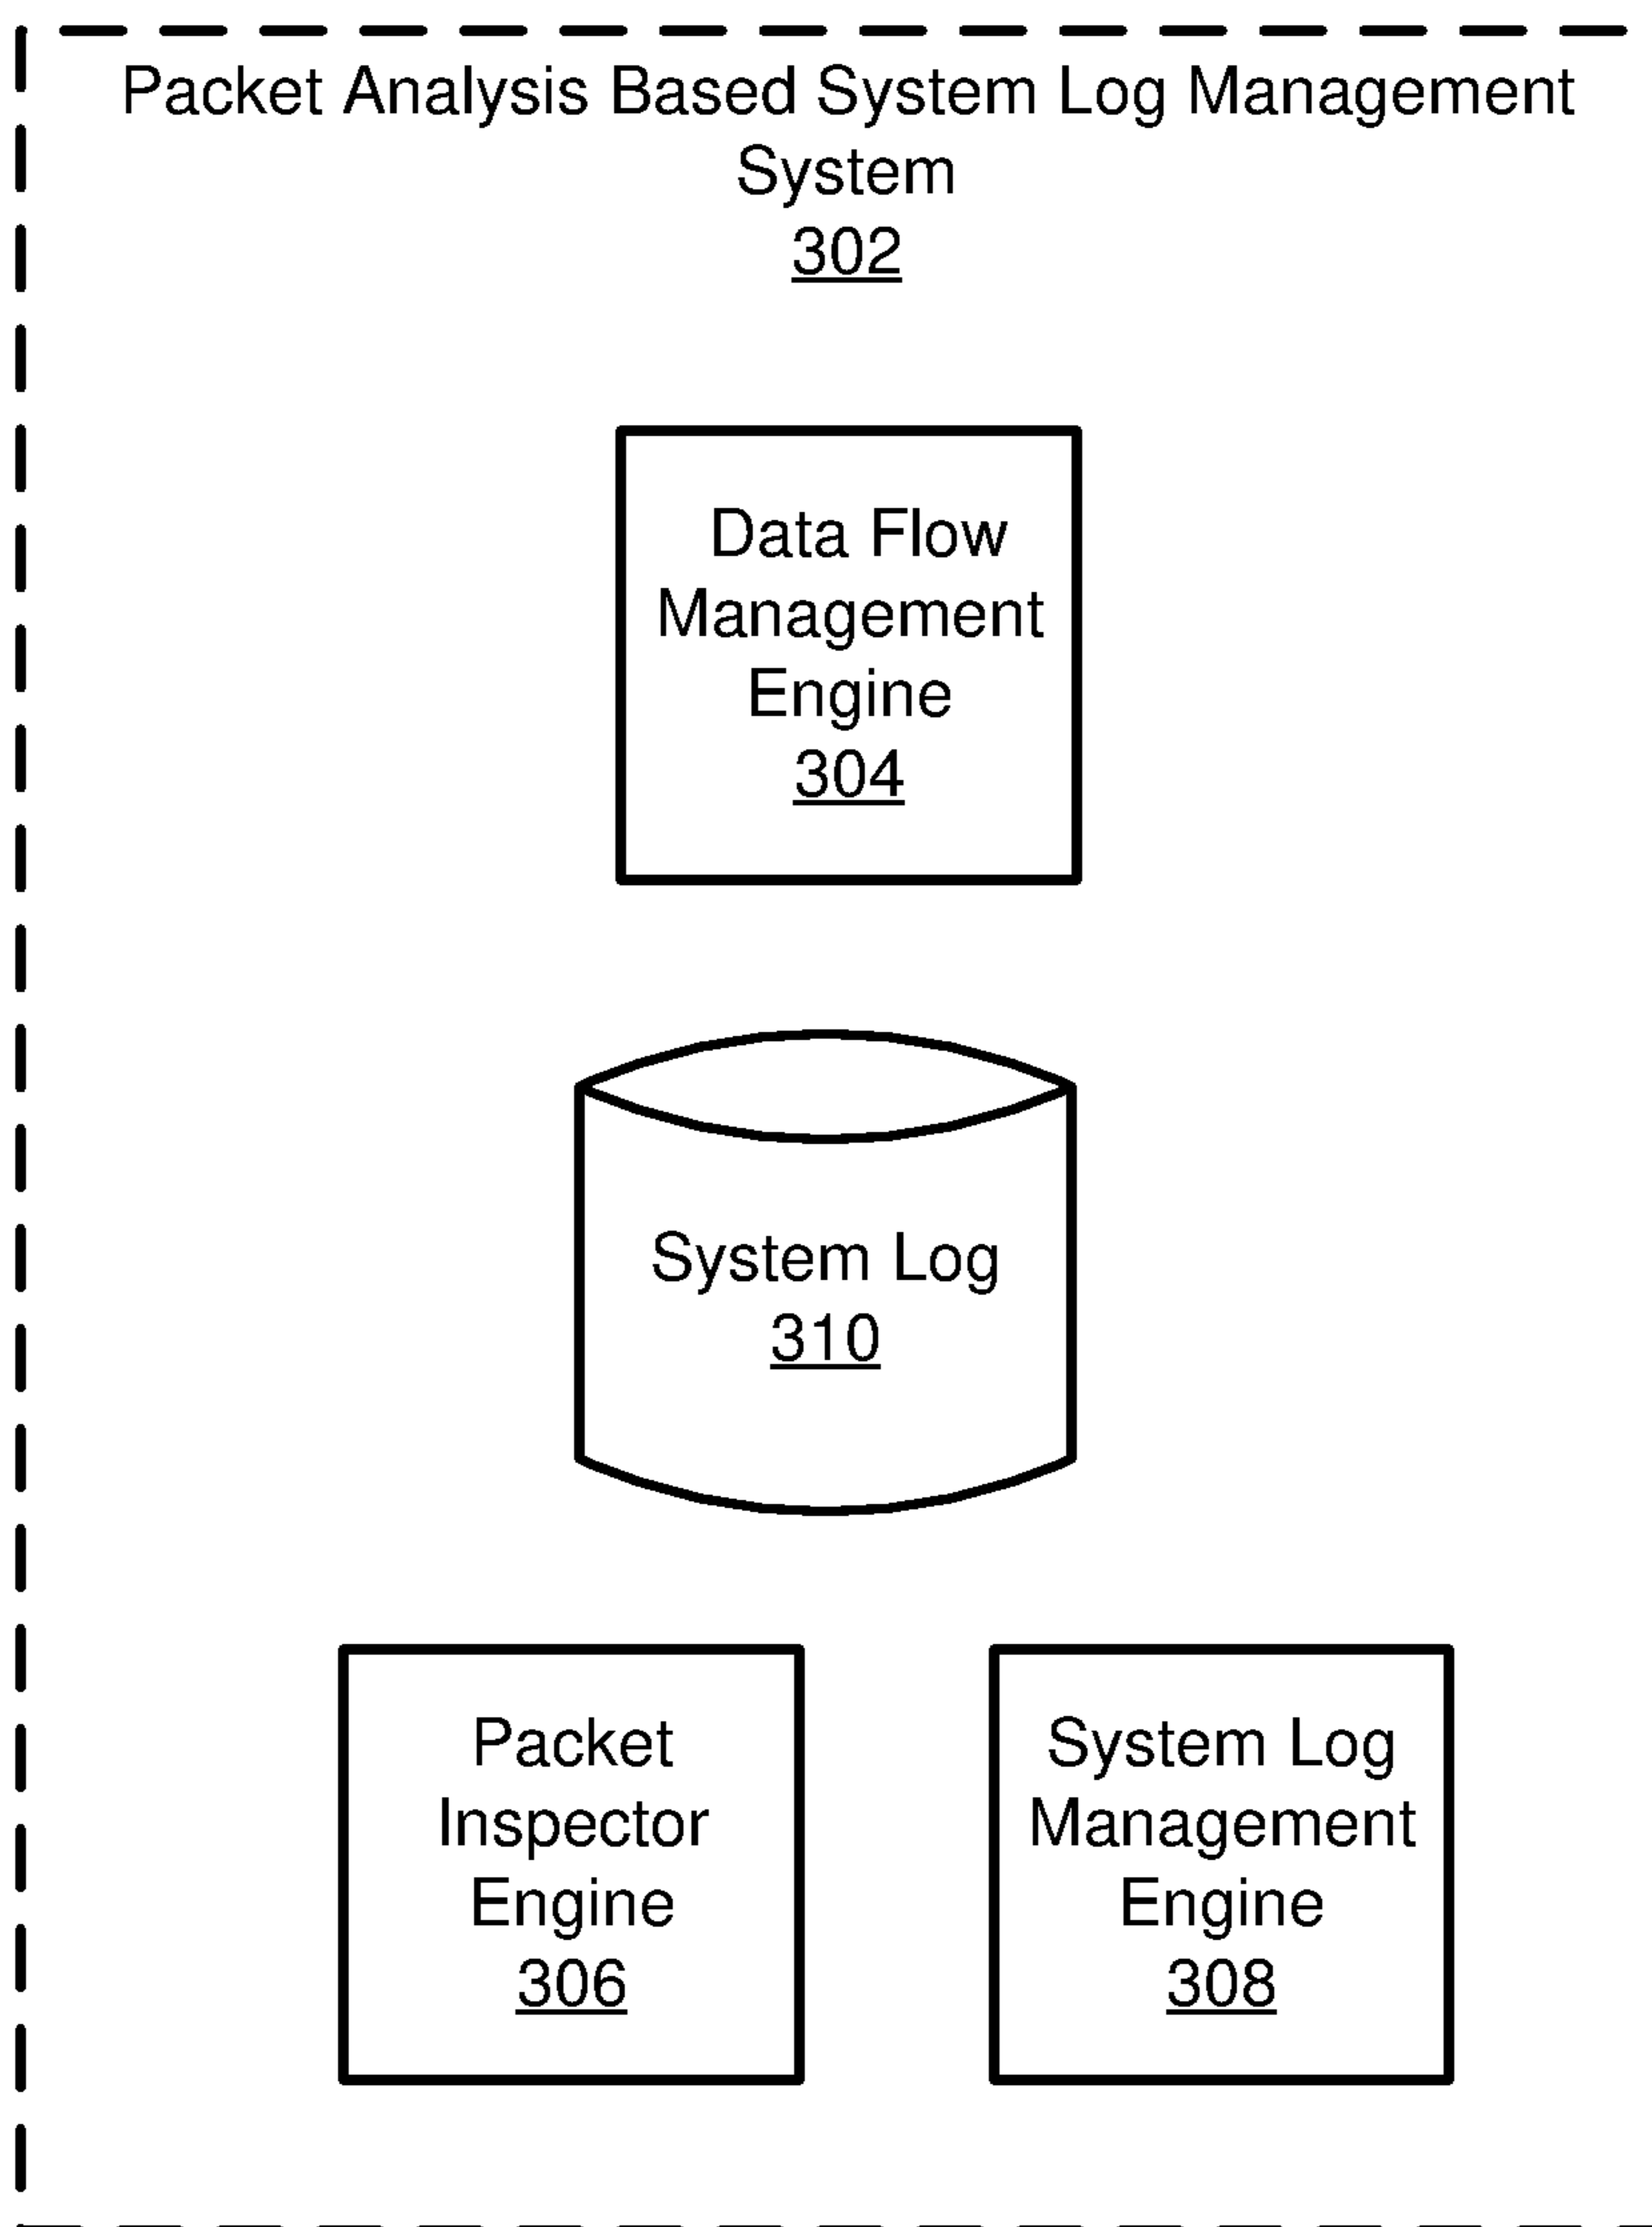 Packet Analysis Based System Log Management
System
302
Data Flow
Management
Engine
304
System Log
310
Packet
Inspector
Engine
306
System Log
Management
Engine
308